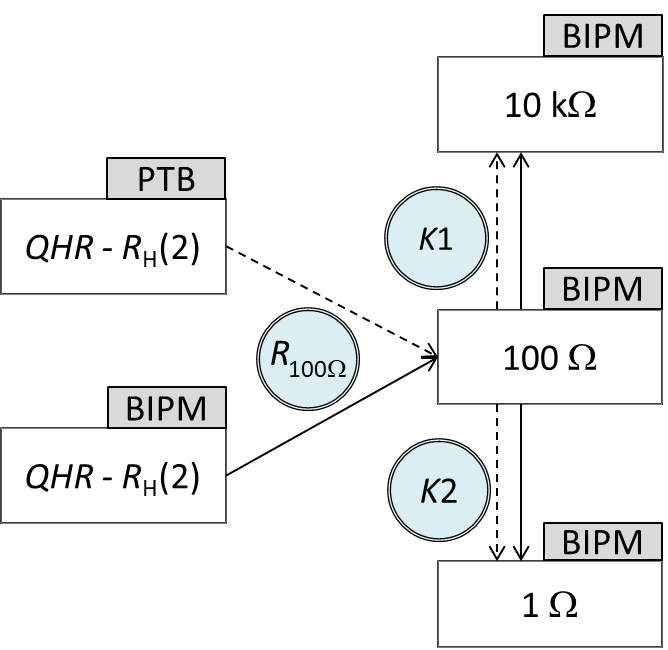 BIPM
10 kΩ
PTB
QHR - RH(2)
K1
BIPM
100 Ω
R100Ω
BIPM
QHR - RH(2)
K2
BIPM
1 Ω